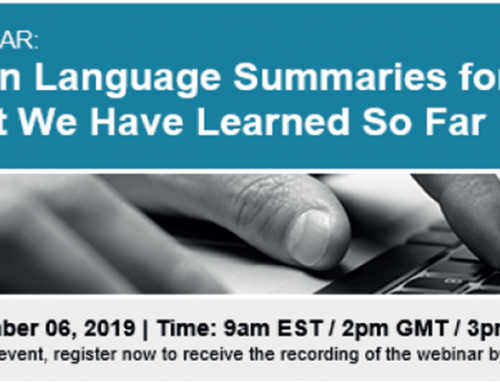 AR:
n Language Summaries for
t We Have Learned So Far
ber 06, 2019 | Time: 9am EST / 2pm GMT / 3p
event, register now to receive the recording of the webinar b